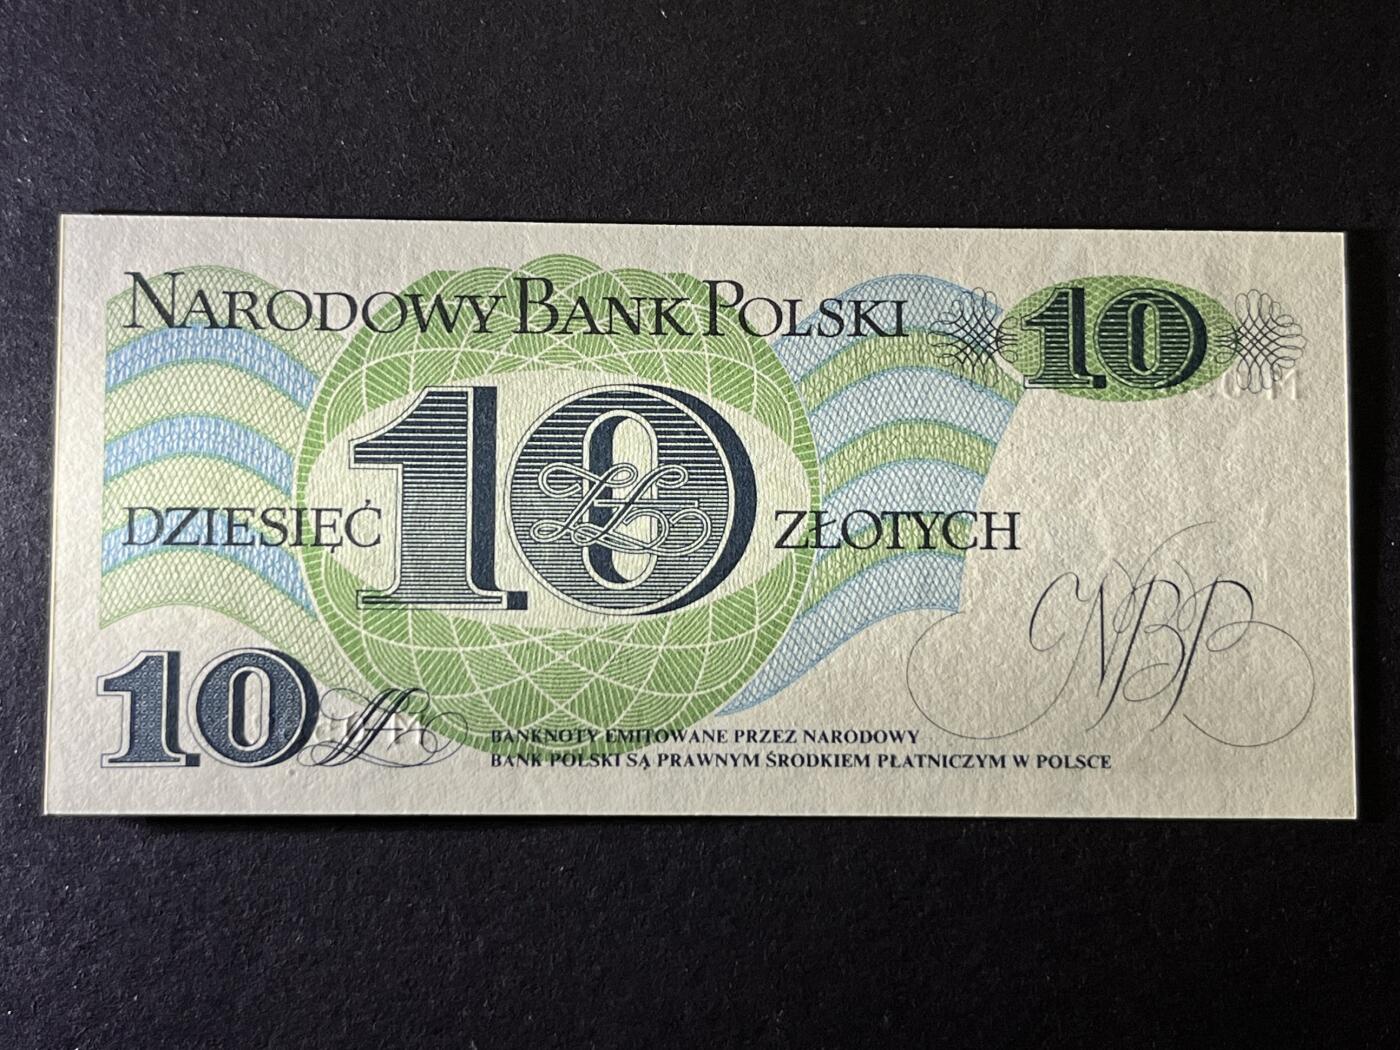 NARODOWY BANK POLSKI
10
10
DZIESIĘĆ
ZŁOTYCH
NBP
10
BANKNOTY EMITOWANE PRZEZ NARODOWY
BANK POLSKI SĄ PRAWNYM ŚRODKIEM PŁATNICZYM W POLSCE